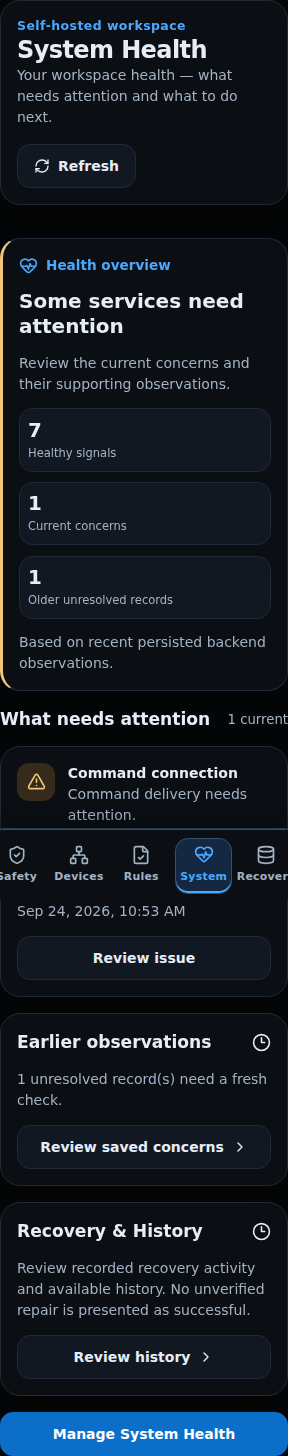 Self-hosted workspace
System Health
Your workspace health — what
needs attention and what to do
next.
Refresh
Health overview
Some services need
attention
Review the current concerns and
their supporting observations.
7
Healthy signals
1
Current concerns
1
Older unresolved records
Based on recent persisted backend
observations.
What needs attention 1 current
Command connection
Command delivery needs
attention.
Safety Devices Rules System Recover
Sep 24, 2026, 10:53 AM
Review issue
Earlier observations
1 unresolved record(s) need a fresh
check.
Review saved concerns
Recovery & History
Review recorded recovery activity
and available history. No unverified
repair is presented as successful.
Review history
Manage System Health